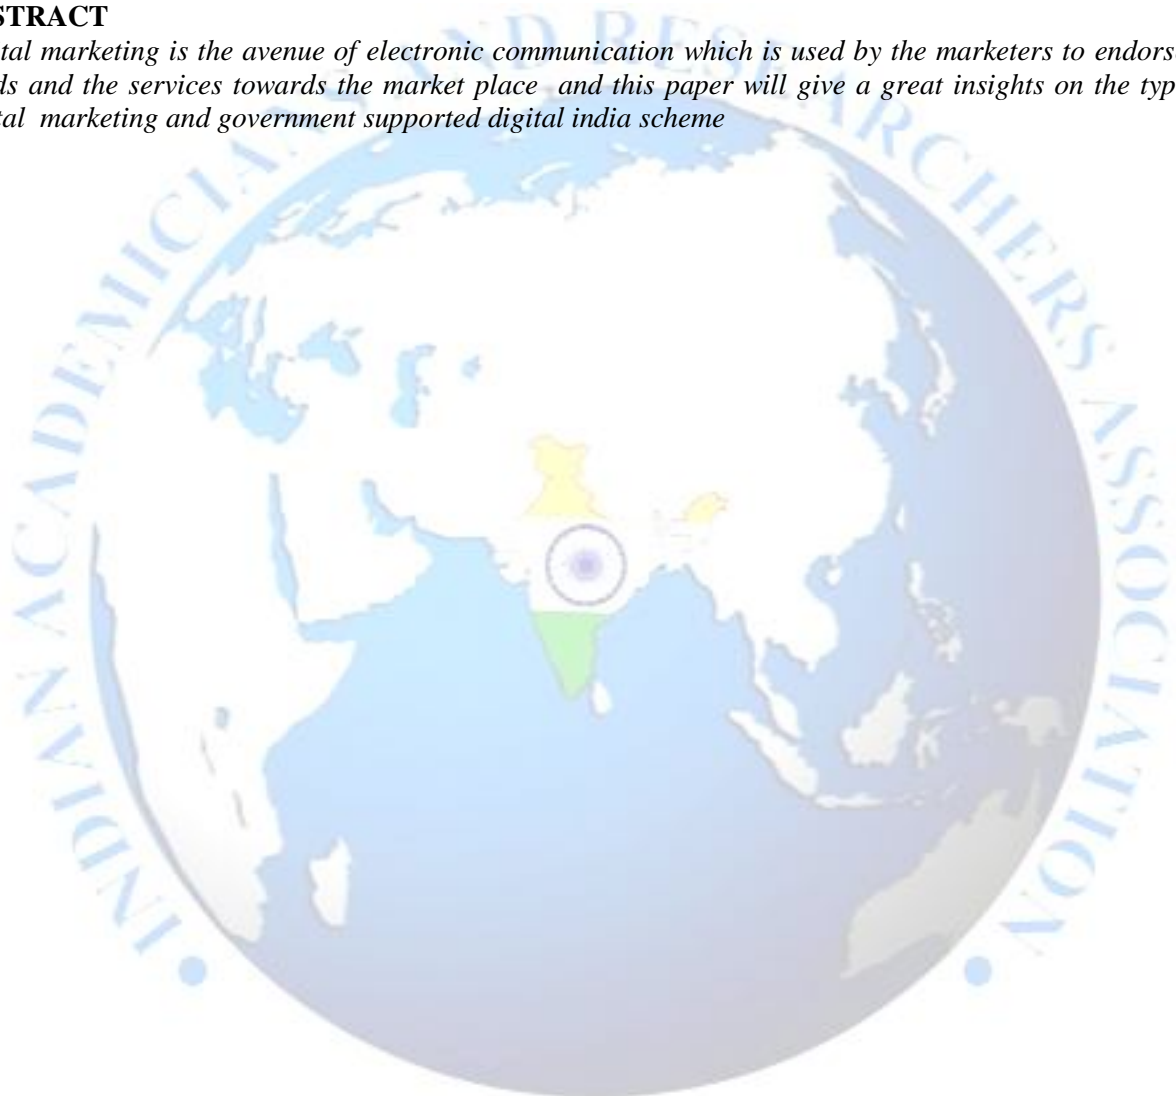 STRACT
tal marketing is the avenue of electronic communication which is used by the marketers to endors
ds and the services towards the market place and this paper will give a great insights on the typ
tal marketing and government supported digital india scheme
INDIAN ACADEMICIANS AND RESEARCHERS ASSOCIATION